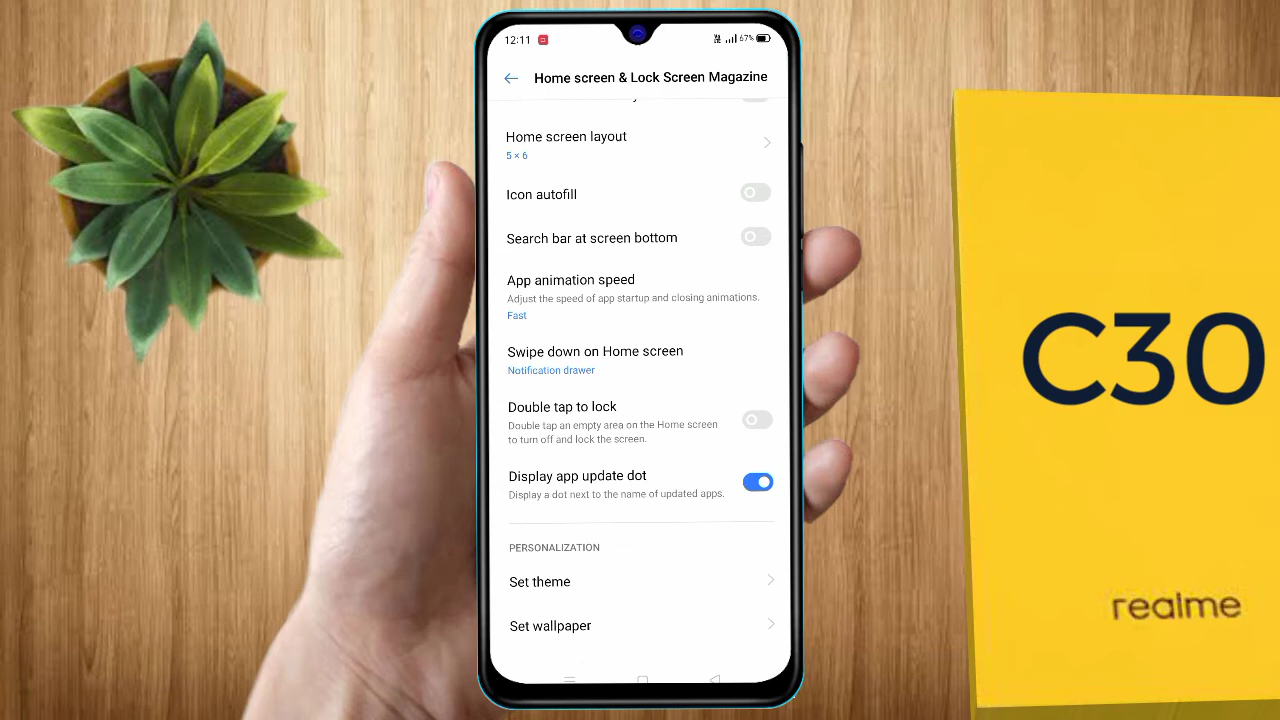 12:11
67%
Home screen & Lock Screen Magazine
Home screen layout
5 × 6
Icon autofill
Search bar at screen bottom
App animation speed
Adjust the speed of app startup and closing animations.
Fast
Swipe down on Home screen
Notification drawer
Double tap to lock
Double tap an empty area on the Home screen
to turn off and lock the screen.
Display app update dot
Display a dot next to the name of updated apps.
PERSONALIZATION
Set theme
Set wallpaper
C30
realme